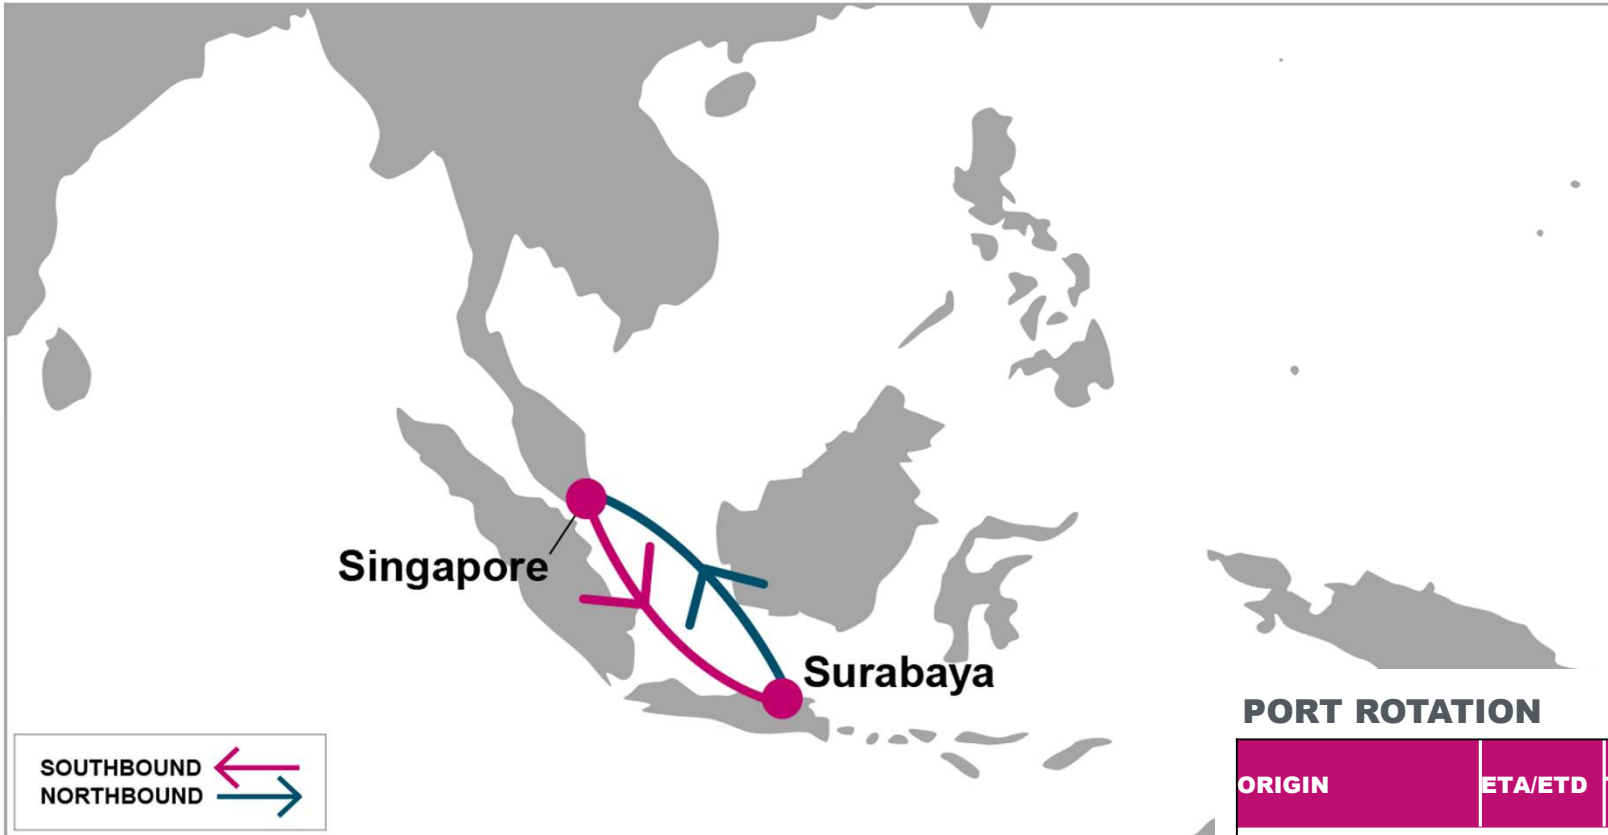 Singapore
Surabaya
SOUTHBOUND
NORTHBOUND
PORT ROTATION
ORIGIN ETA/ETD